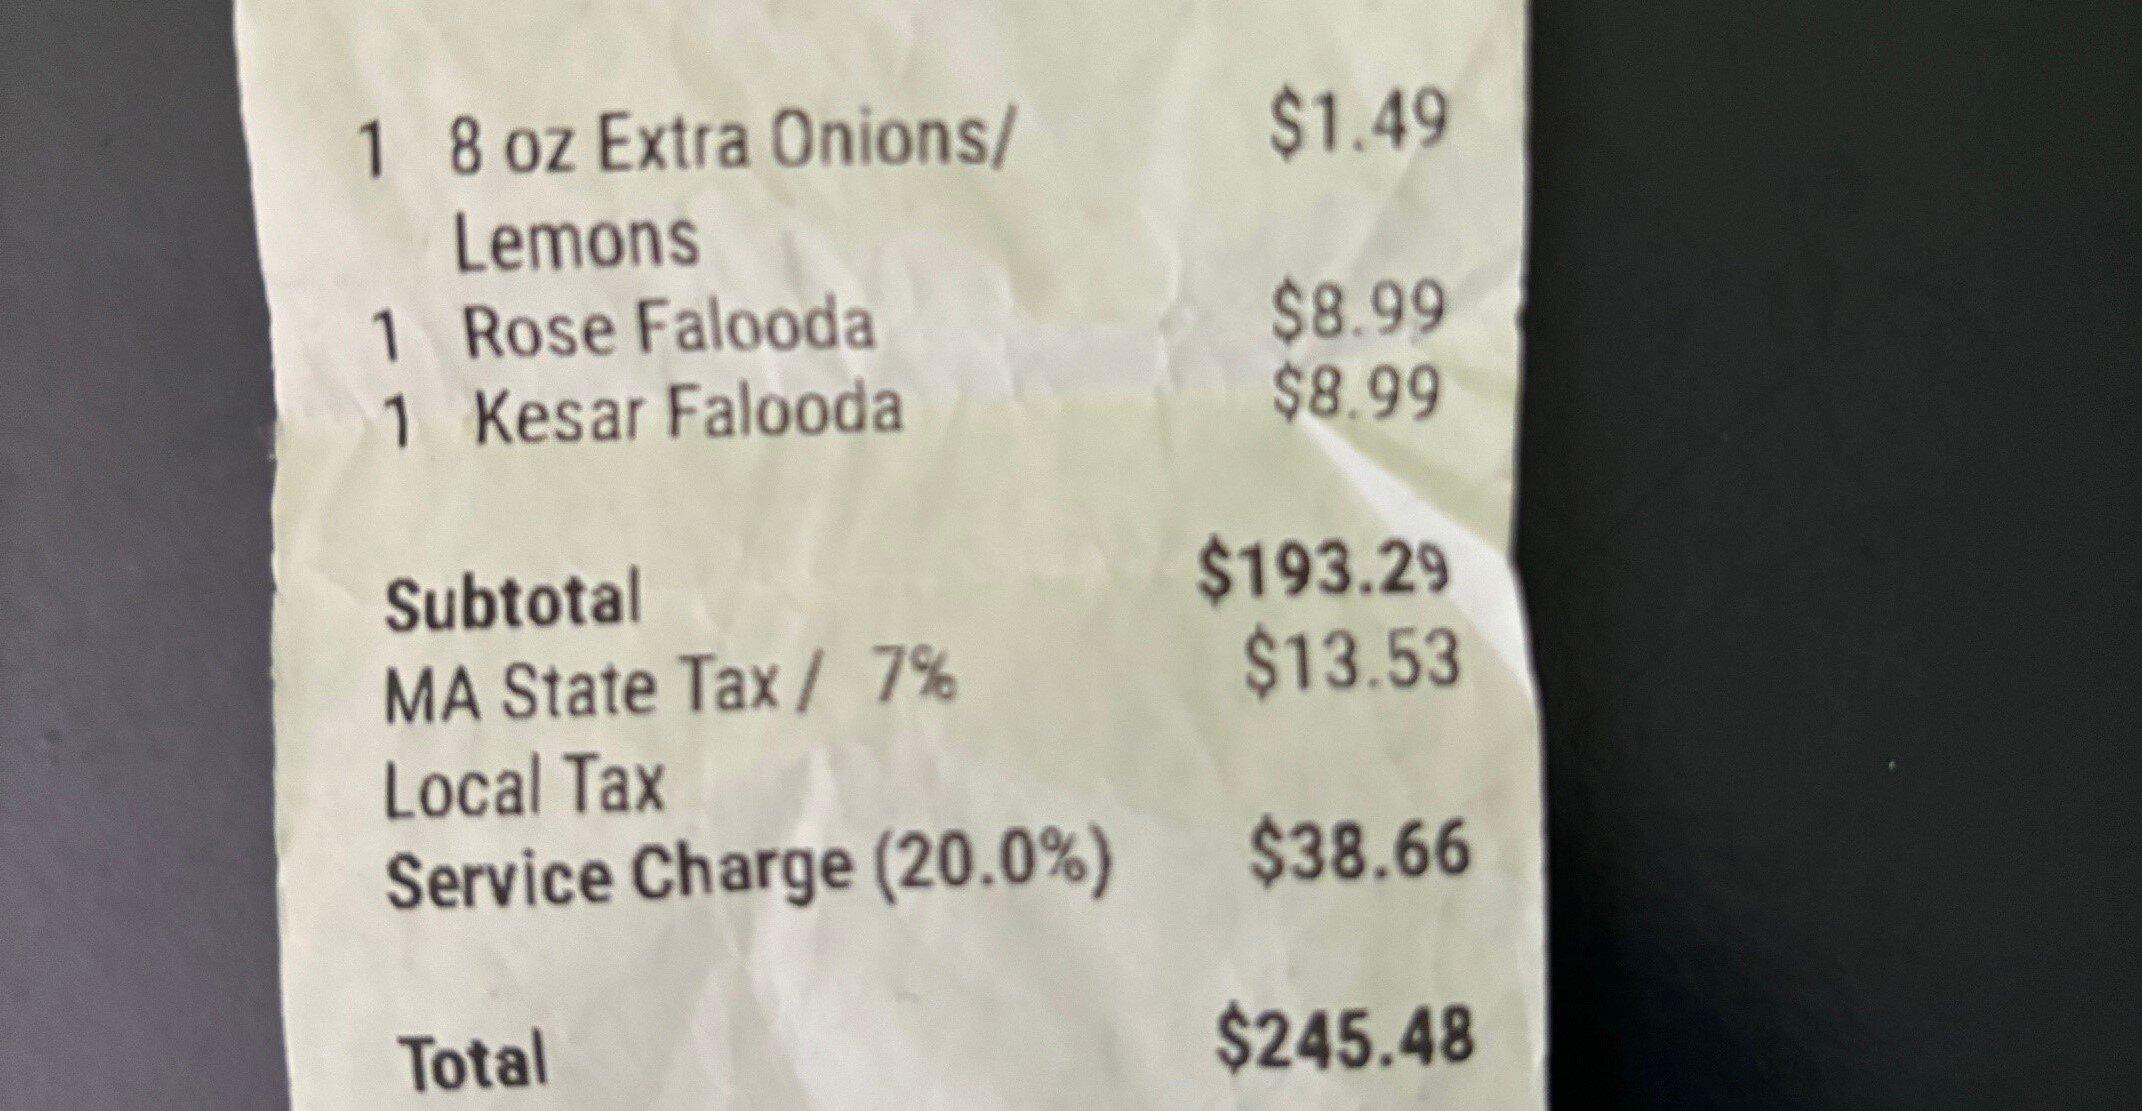 1 8 oz Extra Onions/ $1.49
Lemons
1 Rose Falooda $8.99
1 Kesar Falooda $8.99
Subtotal $193.29
MA State Tax / 7% $13.53
Local Tax
Service Charge (20.0%) $38.66
Total $245.48